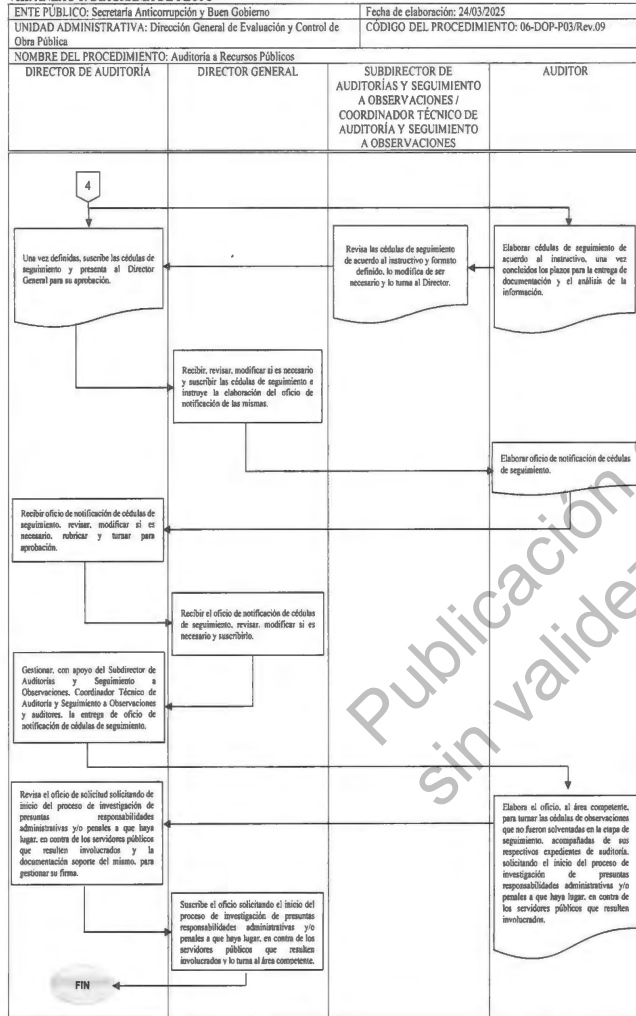 ENTE PÚBLICO: Secretaría Anticorrupción y Buen Gobierno
Fecha de elaboración: 24/03/2025
UNIDAD ADMINISTRATIVA: Dirección General de Evaluación y Control de
Obra Pública
CÓDIGO DEL PROCEDIMIENTO: 06-DOP-P03/Rev.09
NOMBRE DEL PROCEDIMIENTO: Auditoría a Recursos Públicos
DIRECTOR DE AUDITORÍA
DIRECTOR GENERAL
SUBDIRECTOR DE
AUDITORÍAS Y SEGUIMIENTO
A OBSERVACIONES /
COORDINADOR TÉCNICO DE
AUDITORÍA Y SEGUIMIENTO
A OBSERVACIONES
AUDITOR
4
Una vez definidas, suscribe las cédulas de
seguimiento y presenta al Director
General para su aprobación.
Revisa las cédulas de seguimiento
de acuerdo al instructivo y formato
definido, lo modifica de ser
necesario y lo turna al Director.
Elaborar cédulas de seguimiento de
acuerdo al instructivo, una vez
concluidos los plazos para la entrega de
documentación y el análisis de la
información.
Recibir, revisar, modificar si es necesario
y suscribir las cédulas de seguimiento e
instruye la elaboración del oficio de
notificación de las mismas.
Elaborar oficio de notificación de cédulas
de seguimiento.
Recibir oficio de notificación de cédulas de
seguimiento, revisar, modificar si es
necesario, rubricar y turnar para
aprobación.
Recibir el oficio de notificación de cédulas
de seguimiento, revisar, modificar si es
necesario y suscribirlo.
Gestionar, con apoyo del Subdirector de
Auditorías y Seguimiento a
Observaciones, Coordinador Técnico de
Auditoría y Seguimiento a Observaciones
y auditores, la entrega de oficio de
notificación de cédulas de seguimiento.
Revisa el oficio de solicitud solicitando de
inicio del proceso de investigación de
presuntas responsabilidades
administrativas y/o penales a que haya
lugar, en contra de los servidores públicos
que resulten involucrados y la
documentación soporte del mismo, para
gestionar su firma.
Elabora el oficio, al área competente,
para turnar las cédulas de observaciones
que no fueron solventadas en la etapa de
seguimiento, acompañadas de sus
respectivos expedientes de auditoría,
solicitando el inicio del proceso de
investigación de presuntas
responsabilidades administrativas y/o
penales a que haya lugar, en contra de
los servidores públicos que resulten
involucrados.
Suscribe el oficio solicitando el inicio del
proceso de investigación de presuntas
responsabilidades administrativas y/o
penales a que haya lugar, en contra de los
servidores públicos que resulten
involucrados y lo turna al área competente.
FIN
Publicación
sin validez